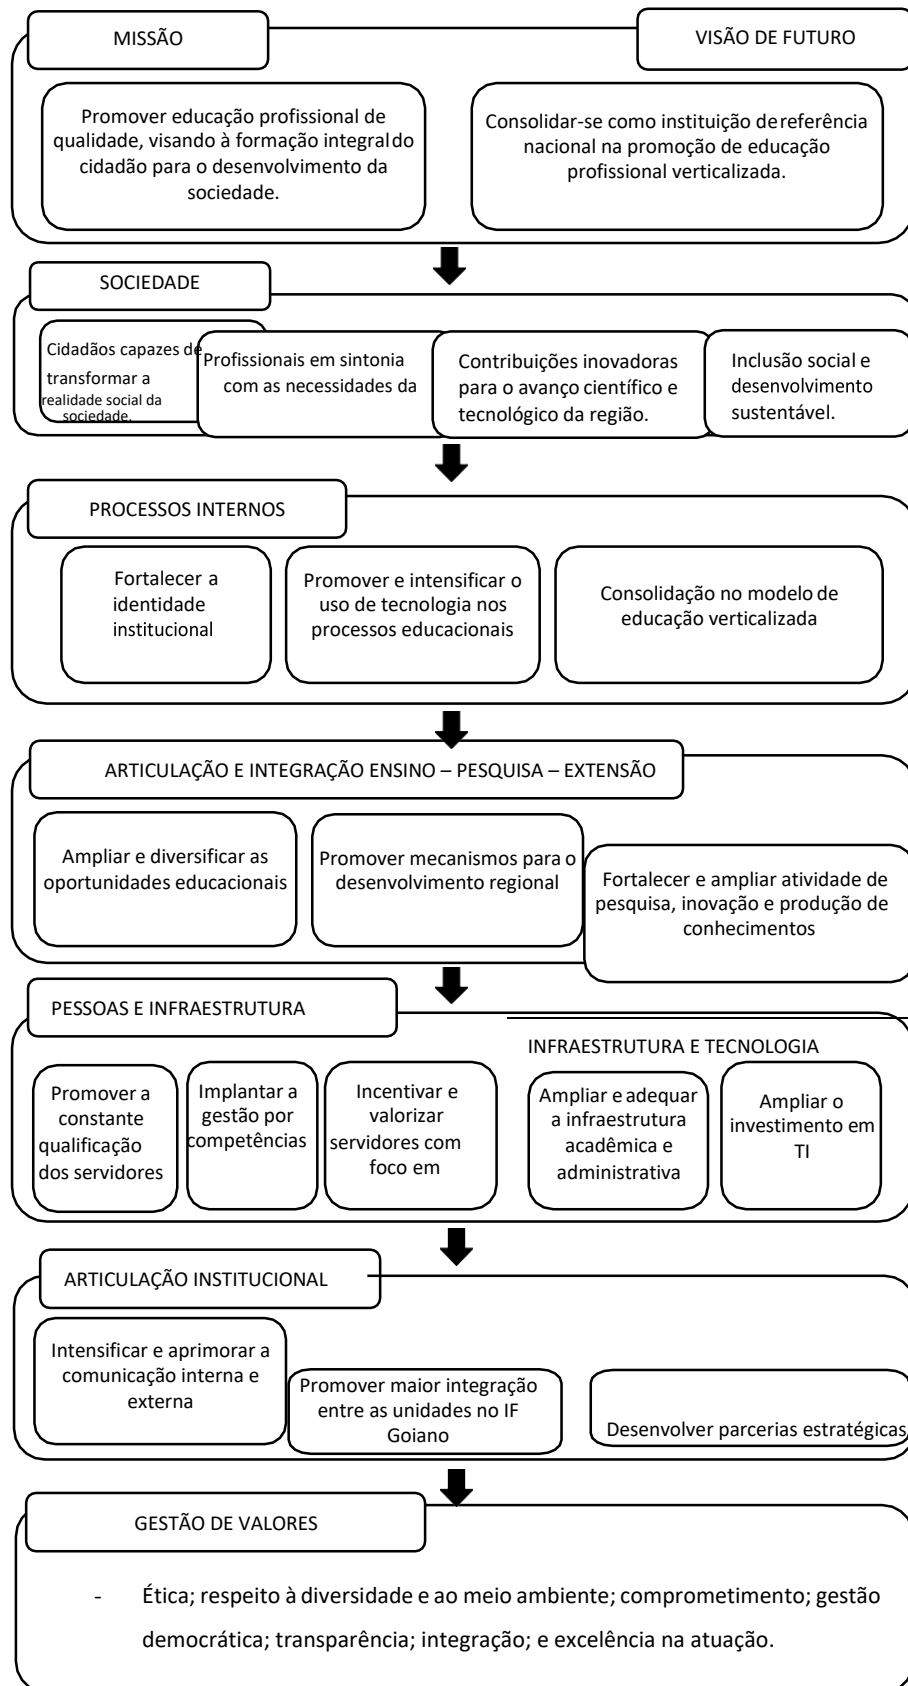 MISSÃO
VISÃO DE FUTURO
Promover educação profissional de
qualidade, visando à formação integral do
cidadão para o desenvolvimento da
sociedade.
Consolidar-se como instituição de referência
nacional na promoção de educação
profissional verticalizada.
SOCIEDADE
Cidadãos capazes de
transformar a
realidade social da
sociedade.
Profissionais em sintonia
com as necessidades da
Contribuições inovadoras
para o avanço científico e
tecnológico da região.
Inclusão social e
desenvolvimento
sustentável.
PROCESSOS INTERNOS
Fortalecer a
identidade
institucional
Promover e intensificar o
uso de tecnologia nos
processos educacionais
Consolidação no modelo de
educação verticalizada
ARTICULAÇÃO E INTEGRAÇÃO ENSINO – PESQUISA – EXTENSÃO
Ampliar e diversificar as
oportunidades educacionais
Promover mecanismos para o
desenvolvimento regional
Fortalecer e ampliar atividade de
pesquisa, inovação e produção de
conhecimentos
PESSOAS E INFRAESTRUTURA
INFRAESTRUTURA E TECNOLOGIA
Promover a
constante
qualificação
dos servidores
Implantar a
gestão por
competências
Incentivar e
valorizar
servidores com
foco em
Ampliar e adequar
a infraestrutura
acadêmica e
administrativa
Ampliar o
investimento em
TI
ARTICULAÇÃO INSTITUCIONAL
Intensificar e aprimorar a
comunicação interna e
externa
Promover maior integração
entre as unidades no IF
Goiano
Desenvolver parcerias estratégicas
GESTÃO DE VALORES
- Ética; respeito à diversidade e ao meio ambiente; comprometimento; gestão
democrática; transparência; integração; e excelência na atuação.